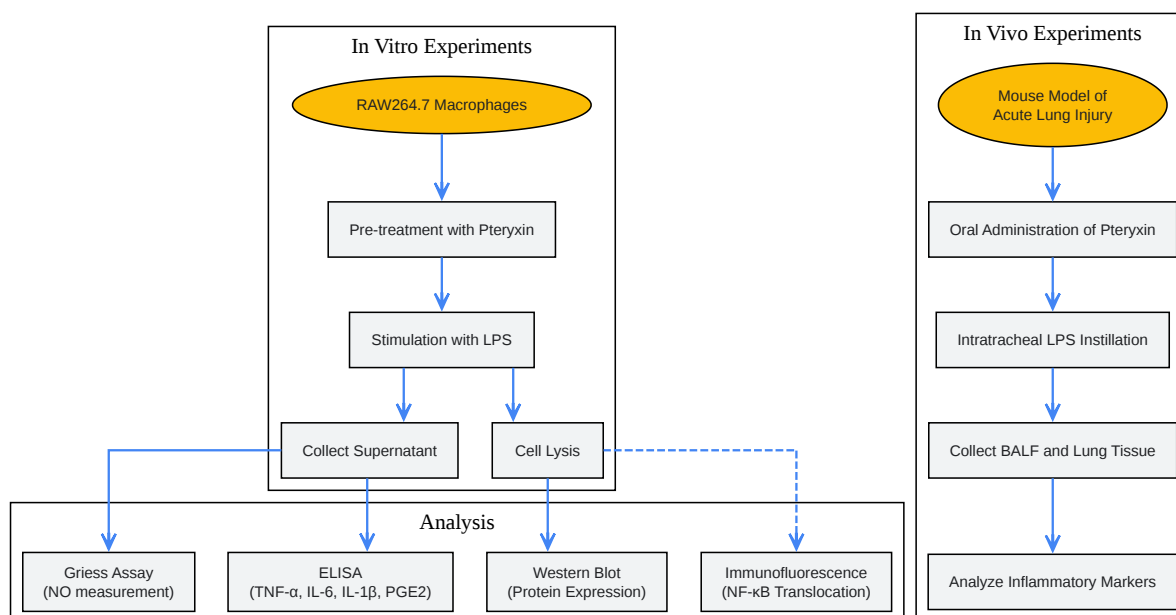 In Vitro Experiments
RAW264.7 Macrophages
Pre-treatment with Pteryxin
Stimulation with LPS
Collect Supernatant
Cell Lysis
Analysis
Griess Assay
(NO measurement)
ELISA
(TNF-α, IL-6, IL-1β, PGE2)
Western Blot
(Protein Expression)
Immunofluorescence
(NF-κB Translocation)
In Vivo Experiments
Mouse Model of
Acute Lung Injury
Oral Administration of Pteryxin
Intratracheal LPS Instillation
Collect BALF and Lung Tissue
Analyze Inflammatory Markers